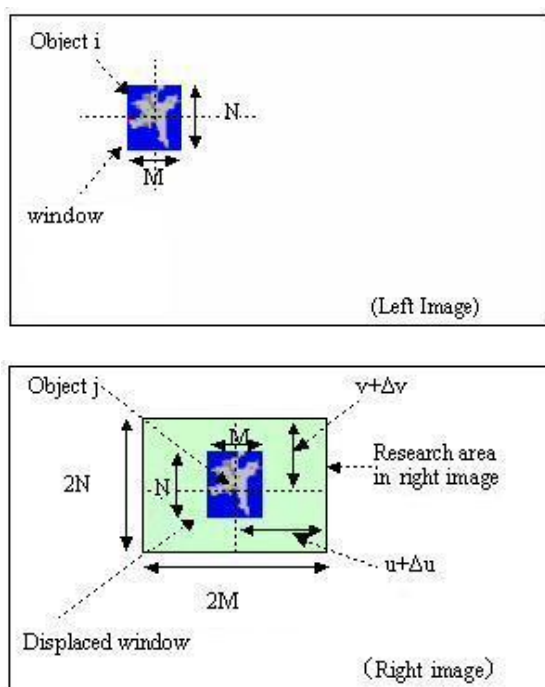 Object i
N
M
window
(Left Image)
Object j
v+Δv
M
Research area
in right image
2N
N
u+Δu
2M
Displaced window
(Right image)